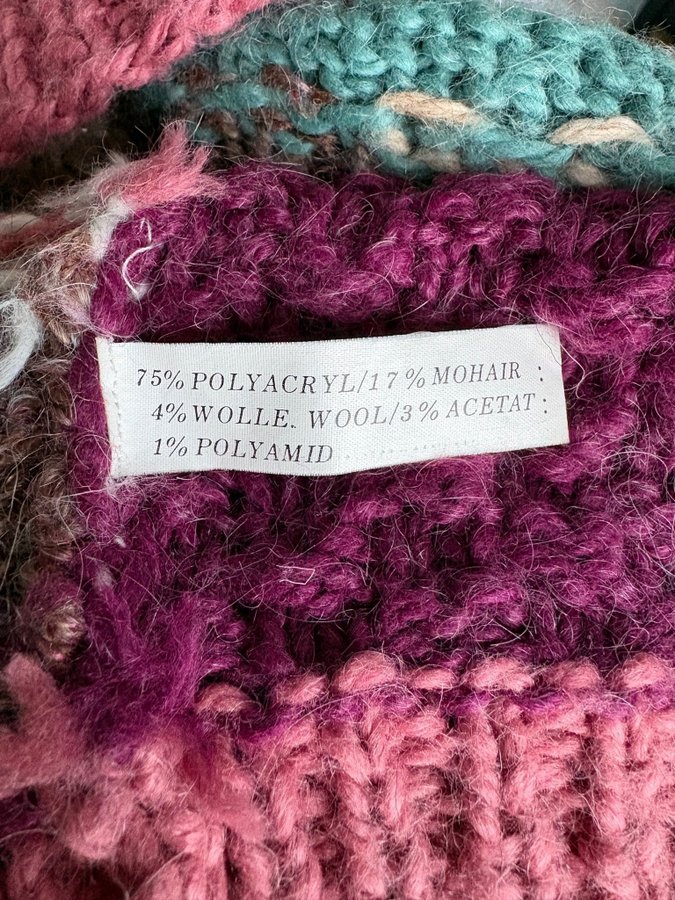 75% POLYACRYL/17% MOHAIR :
4% WOLLE. WOOL/3% ACETAT :
1% POLYAMID